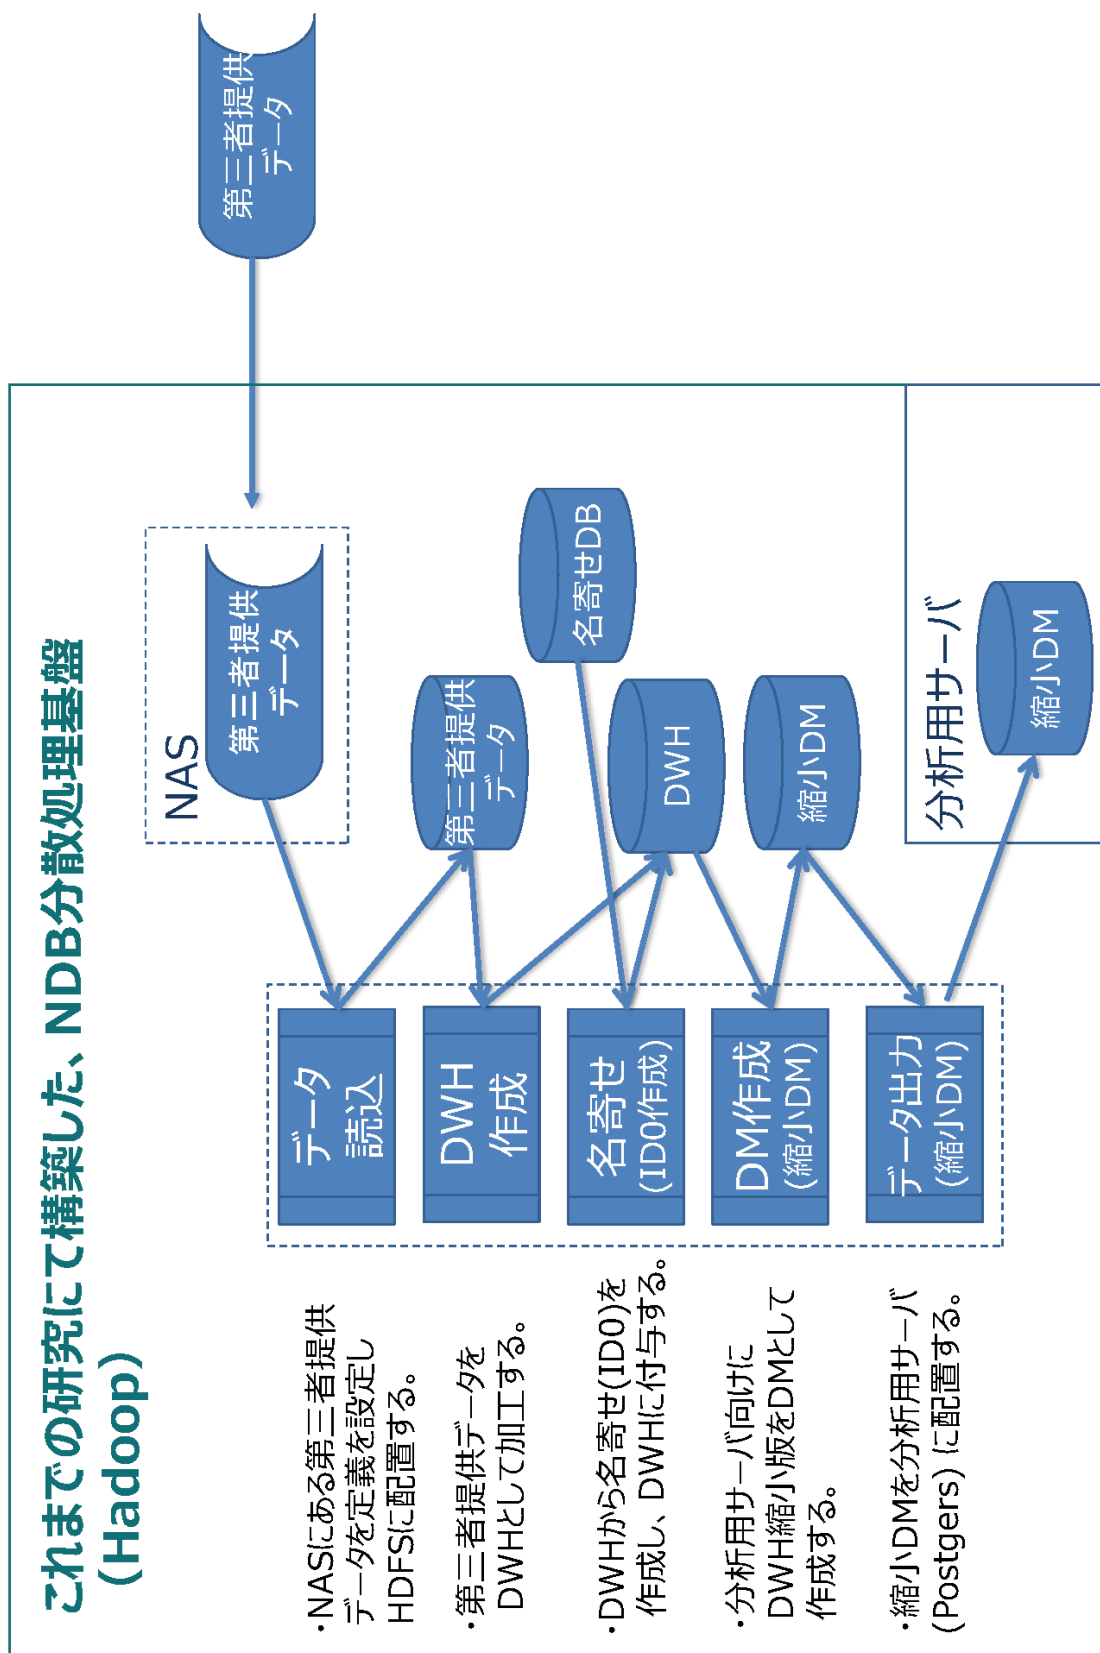 これまでの研究にて構築した、NDB分散処理基盤
(Hadoop)
・NASにある第三者提供
データを定義を設定し
HDFSに配置する。
・第三者提供データを
DWHとして加工する。
・DWHから名寄せ(ID0)を
作成し、DWHに付与する。
・分析用サーバ向けに
DWH縮小版をDMとして
作成する。
・縮小DMを分析用サーバ
(Postgers) に配置する。
データ
読込
DWH
作成
名寄せ
(ID0作成)
DM作成
(縮小DM)
データ出力
(縮小DM)
NAS
第三者提供
データ
第三者提供
データ
名寄せDB
DWH
縮小DM
分析用サーバ
縮小DM
第三者提供
データ